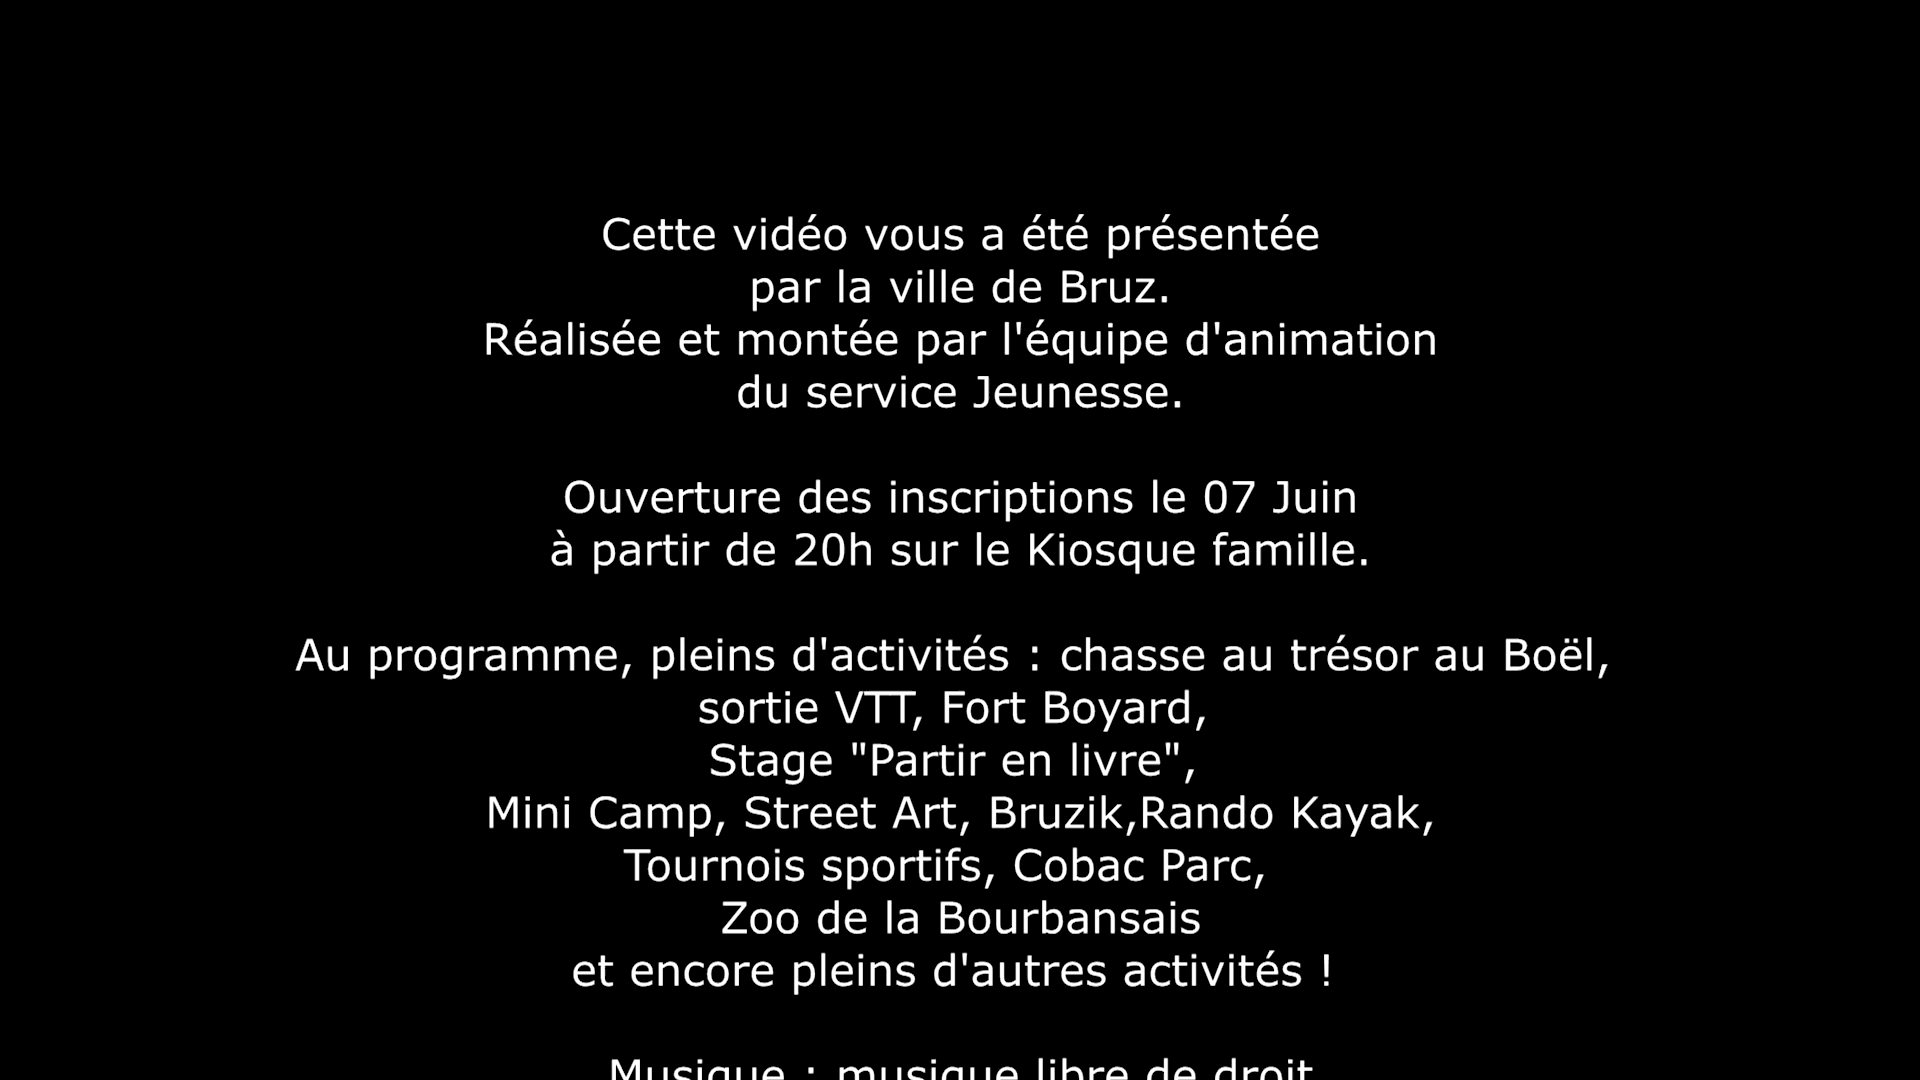 Cette vidéo vous a été présentée
par la ville de Bruz.
Réalisée et montée par l'équipe d'animation
du service Jeunesse.
Ouverture des inscriptions le 07 Juin
à partir de 20h sur le Kiosque famille.
Au programme, pleins d'activités : chasse au trésor au Boël,
sortie VTT, Fort Boyard,
Stage "Partir en livre",
Mini Camp, Street Art, Bruzik,Rando Kayak,
Tournois sportifs, Cobac Parc,
Zoo de la Bourbansais
et encore pleins d'autres activités !
Musique : musique libre de droit